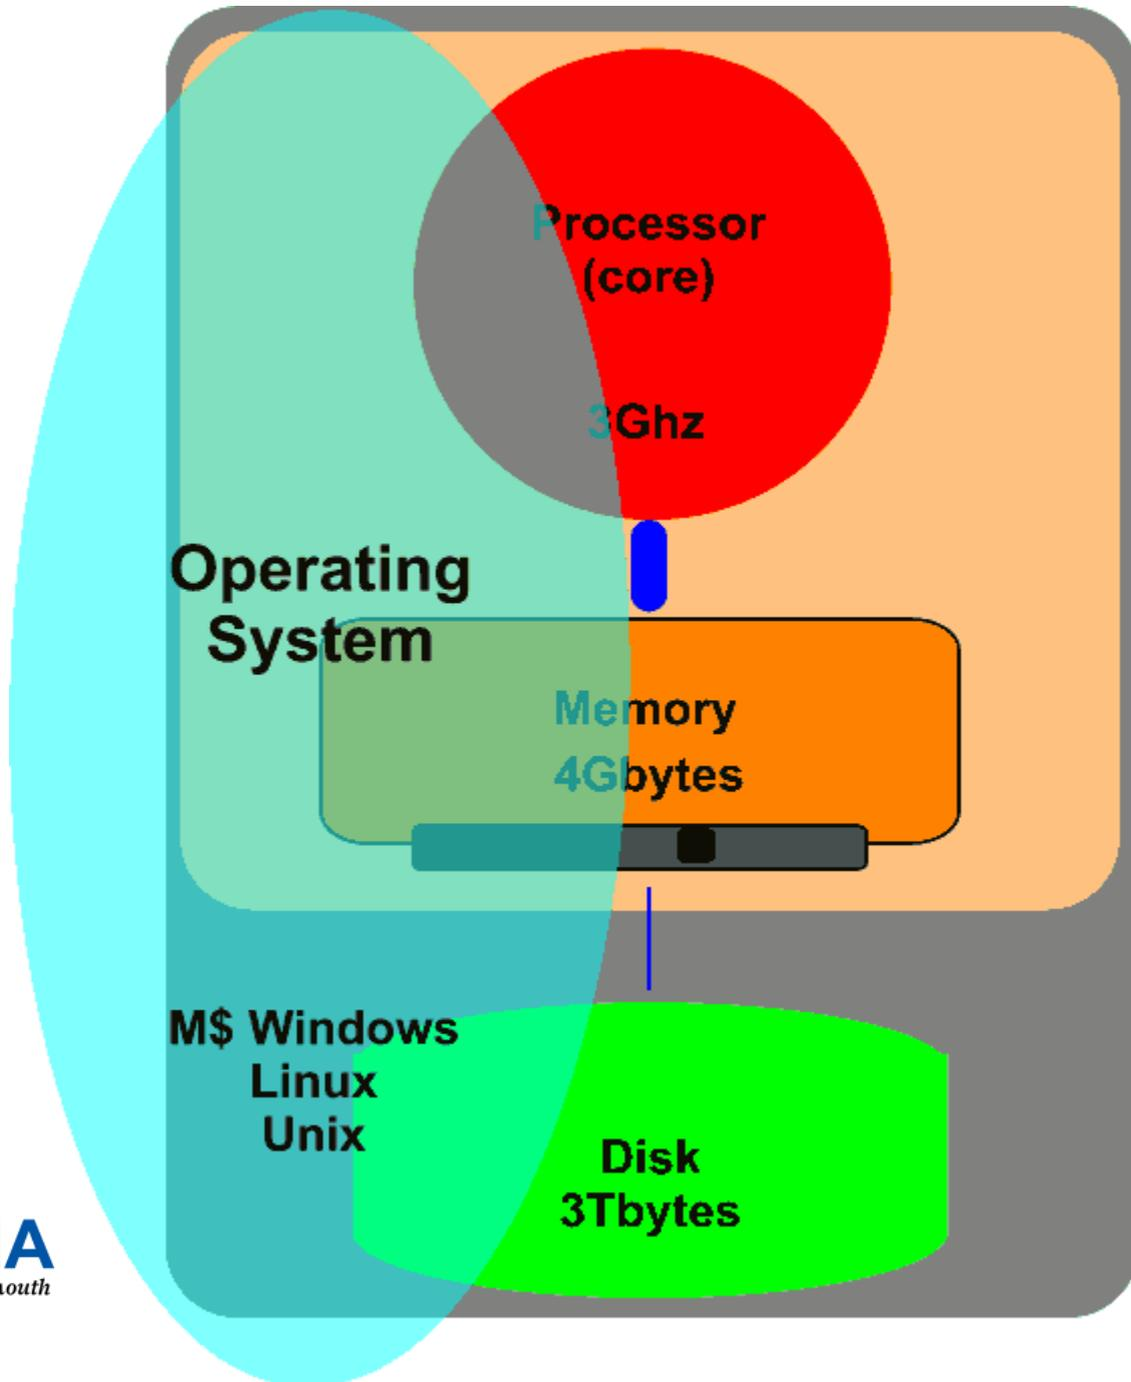 Processor
(core)
3Ghz
Operating
System
Memory
4Gbytes
M$ Windows
Linux
Unix
Disk
3Tbytes
A